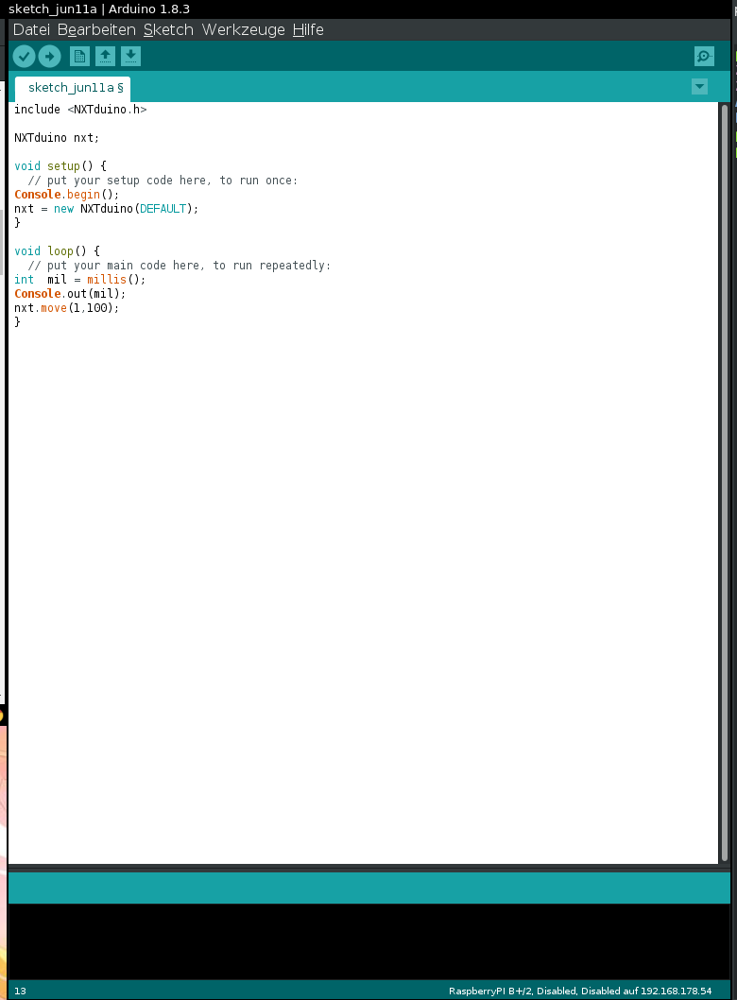 sketch_jun11a | Arduino 1.8.3
Datei Bearbeiten Sketch Werkzeuge Hilfe
sketch_jun11a §
include <NXTduino.h>
NXTduino nxt;
void setup() {
// put your setup code here, to run once:
Console.begin();
nxt = new NXTduino(DEFAULT);
}
void loop() {
// put your main code here, to run repeatedly:
int  mil = millis();
Console.out(mil);
nxt.move(1,100);
}
13 RaspberryPI B+/2, Disabled, Disabled auf 192.168.178.54